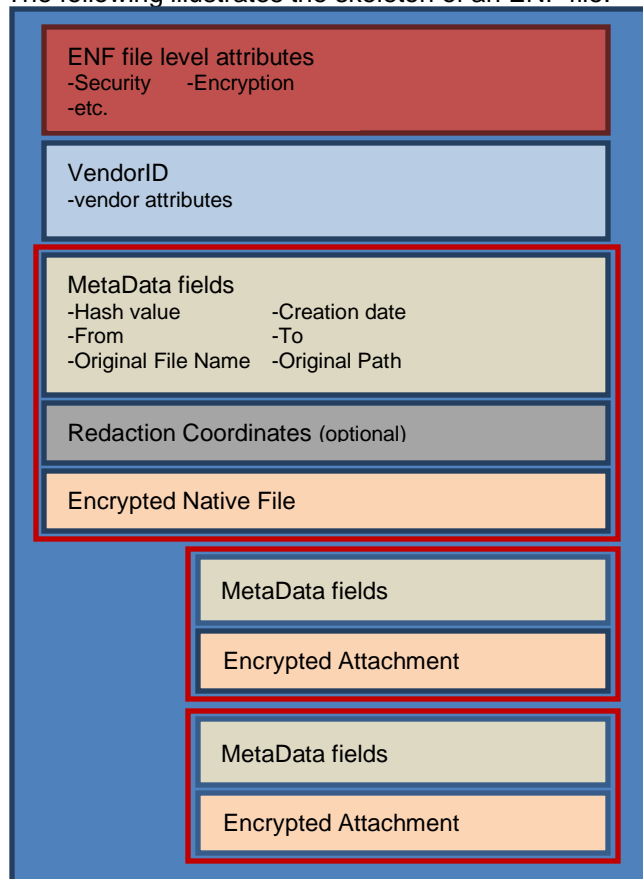 The following illustrates the skeleton of an ENF file.
ENF file level attributes
-Security -Encryption
-etc.
VendorID
-vendor attributes
MetaData fields
-Hash value -Creation date
-From -To
-Original File Name -Original Path
Redaction Coordinates (optional)
Encrypted Native File
MetaData fields
Encrypted Attachment
MetaData fields
Encrypted Attachment